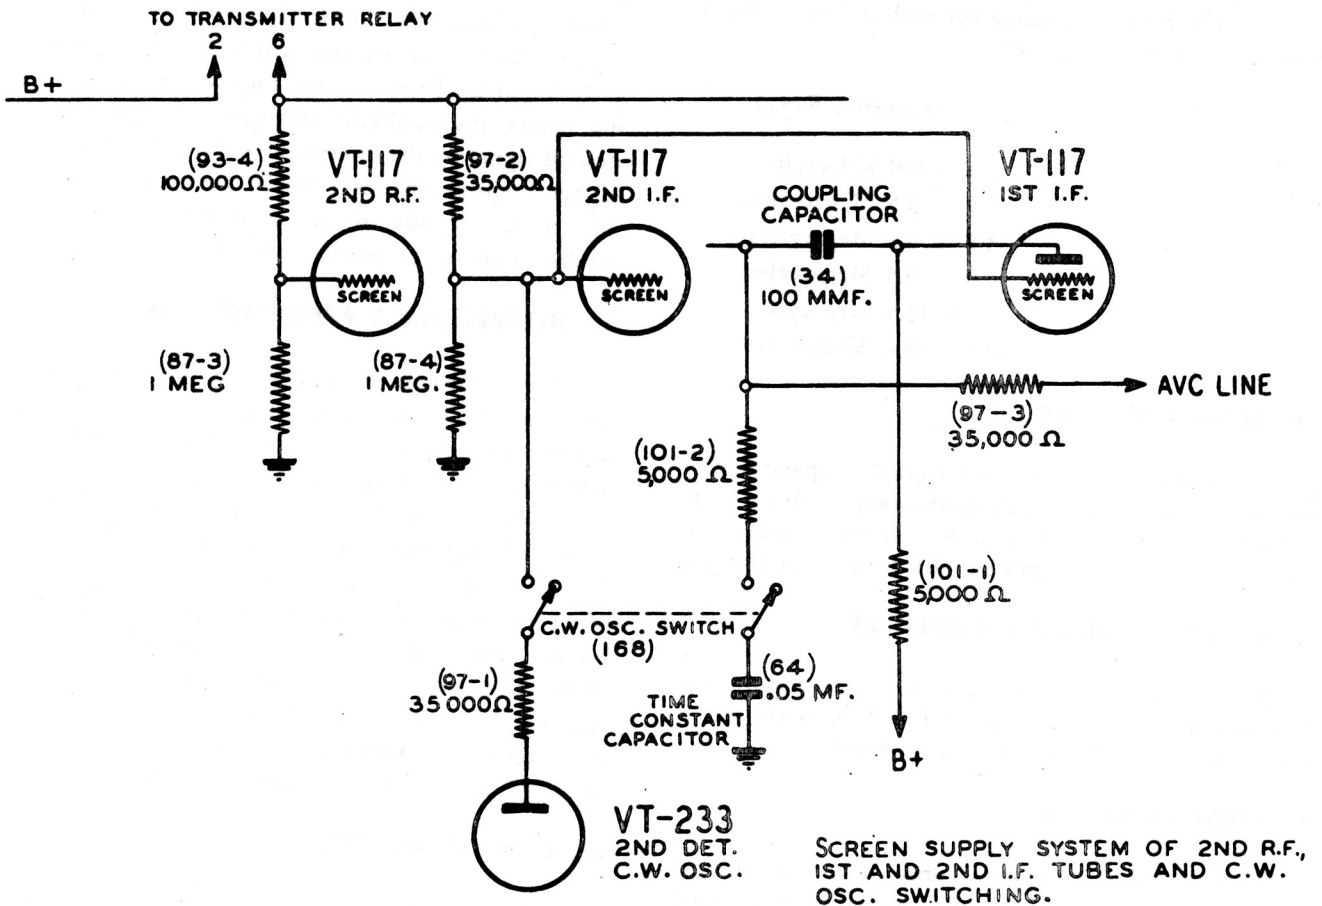 TO TRANSMITTER RELAY
2 6
B+
(93-4)
100,000Ω
VT-117
2ND R.F.
SCREEN
(97-2)
35,000Ω
VT-117
2ND I.F.
SCREEN
COUPLING
CAPACITOR
(34)
100 MMF.
VT-117
1ST I.F.
SCREEN
(87-3)
1 MEG
(87-4)
1 MEG.
AVC LINE
(97-3)
35,000 Ω
(101-2)
5,000 Ω
(101-1)
5,000 Ω
C.W. OSC. SWITCH
(168)
(97-1)
35000Ω
(64)
.05 MF.
TIME
CONSTANT
CAPACITOR
B+
VT-233
2ND DET.
C.W. OSC.
SCREEN SUPPLY SYSTEM OF 2ND R.F.,
1ST AND 2ND I.F. TUBES AND C.W.
OSC. SWITCHING.